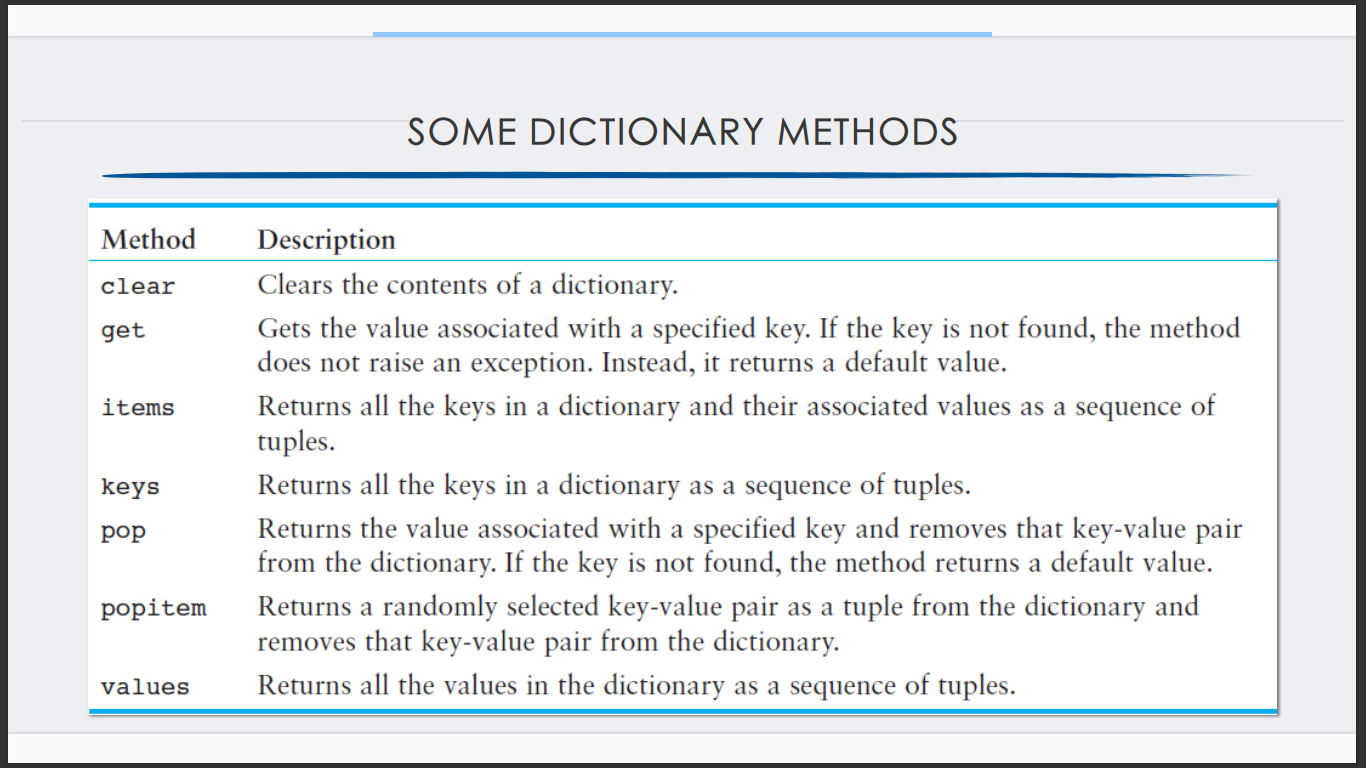 SOME DICTIONARY METHODS
Method Description
clear Clears the contents of a dictionary.
get Gets the value associated with a specified key. If the key is not found, the method
does not raise an exception. Instead, it returns a default value.
items Returns all the keys in a dictionary and their associated values as a sequence of
tuples.
keys Returns all the keys in a dictionary as a sequence of tuples.
pop Returns the value associated with a specified key and removes that key-value pair
from the dictionary. If the key is not found, the method returns a default value.
popitem Returns a randomly selected key-value pair as a tuple from the dictionary and
removes that key-value pair from the dictionary.
values Returns all the values in the dictionary as a sequence of tuples.